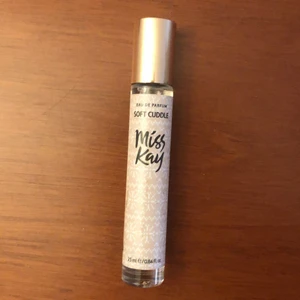 EAU DE PARFUM
SOFT CUDDLE
Miss
Kay
25 ml ℮ 0.84 fl.oz